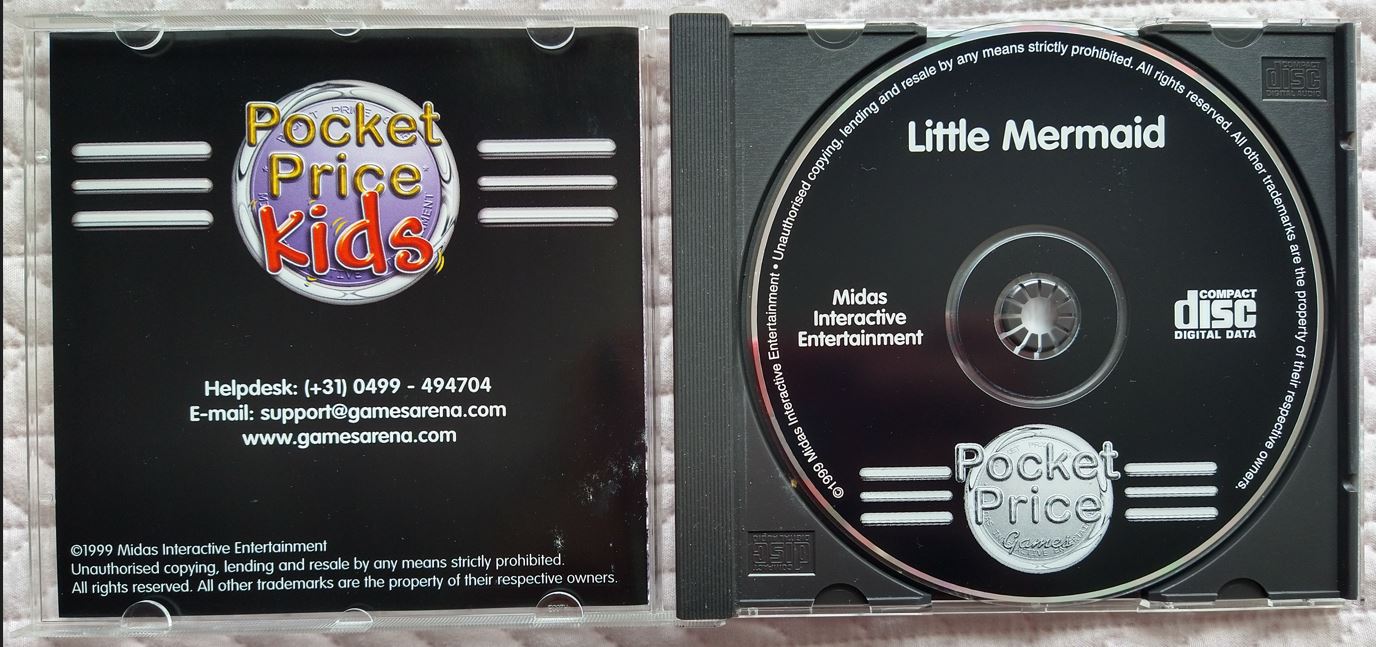 Pocket
Price
Kids
Helpdesk: (+31) 0499 - 494704
E-mail: support@gamesarena.com
www.gamesarena.com
©1999 Midas Interactive Entertainment
Unauthorised copying, lending and resale by any means strictly prohibited.
All rights reserved. All other trademarks are the property of their respective owners.
©1999 Midas Interactive Entertainment • Unauthorised copying, lending and resale by any means strictly prohibited. All rights reserved. All other trademarks are the property of their respective owners.
Little Mermaid
Midas
Interactive
Entertainment
COMPACT
disc
DIGITAL DATA
Pocket
Price
Games
COMPACT
disc
DIGITAL AUDIO
COMPACT
disc
DIGITAL AUDIO